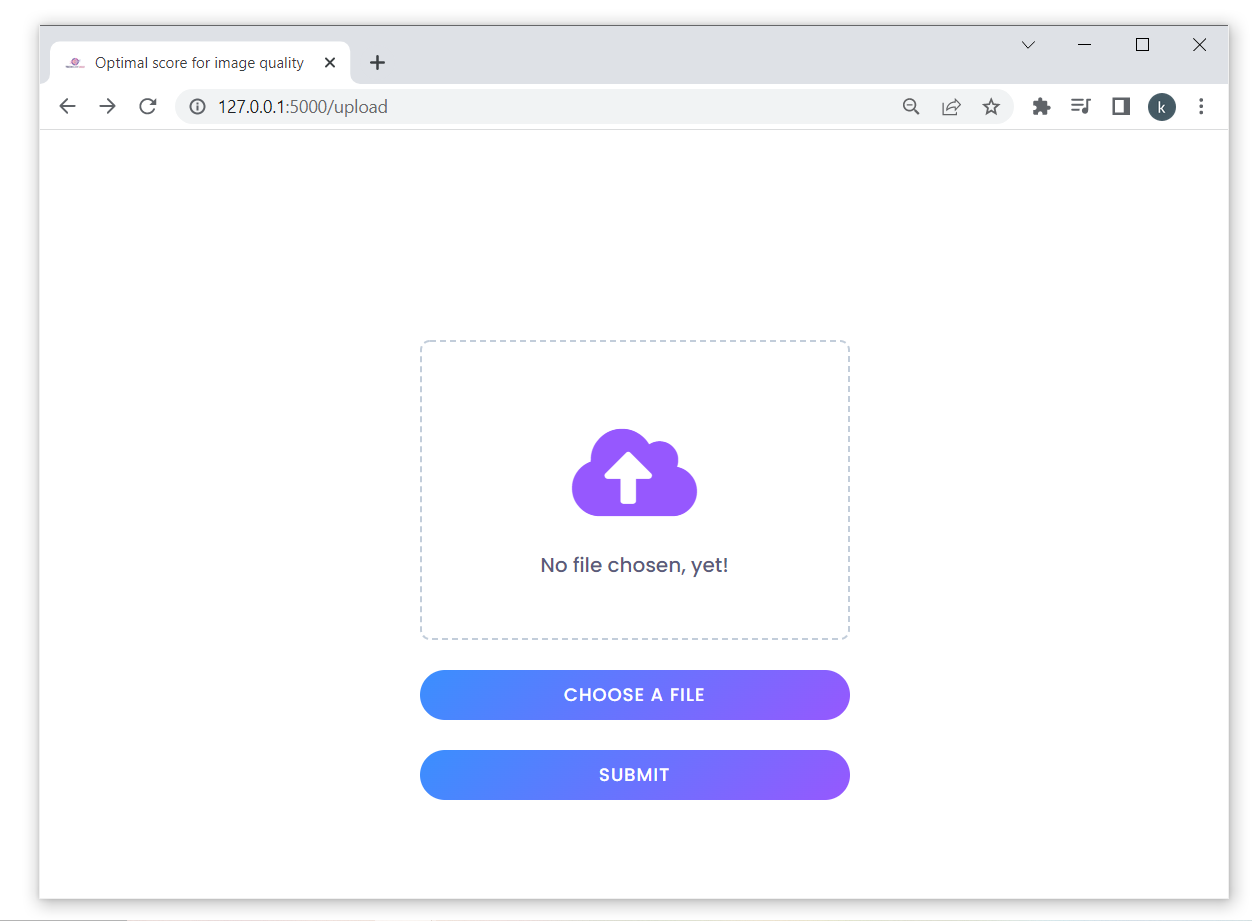 Optimal score for image quality
127.0.0.1:5000/upload
k
No file chosen, yet!
CHOOSE A FILE
SUBMIT